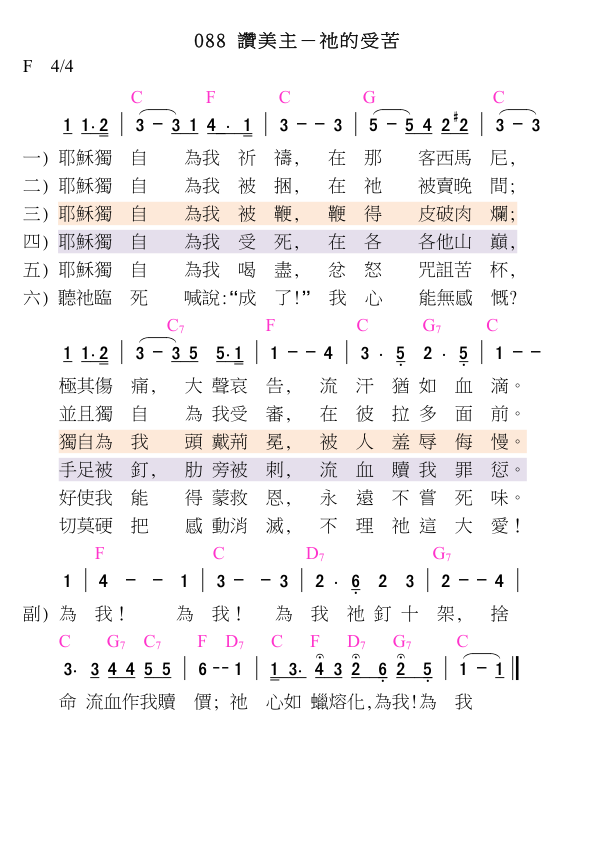 088 讚美主－祂的受苦
F 4/4
C F C G C
1 1·2 | 3 － 3 1 4 · 1 | 3 － － 3 | 5 － 5 4 2 #2 | 3 － 3
一) 耶穌獨 自 為我 祈 禱, 在 那 客西馬 尼,
二) 耶穌獨 自 為我 被 捆, 在 祂 被賣晚 間;
三) 耶穌獨 自 為我 被 鞭, 鞭 得 皮破肉 爛;
四) 耶穌獨 自 為我 受 死, 在 各 各他山 巔,
五) 耶穌獨 自 為我 喝 盡, 忿 怒 咒詛苦 杯,
六) 聽祂臨 死 喊說:“成 了!” 我 心 能無感 慨?
C7 F C G7 C
1 1·2 | 3 － 3 5 5·1 | 1 － － 4 | 3 · 5 2 · 5 | 1 － －
極其傷 痛, 大 聲哀 告, 流 汗 猶 如 血 滴。
並且獨 自 為 我受 審, 在 彼 拉 多 面 前。
獨自為 我 頭 戴荊 冕, 被 人 羞 辱 侮 慢。
手足被 釘, 肋 旁被 刺, 流 血 贖 我 罪 愆。
好使我 能 得 蒙救 恩, 永 遠 不 嘗 死 味。
切莫硬 把 感 動消 滅, 不 理 祂 這 大 愛!
F C D7 G7
1 | 4 － － 1 | 3 － － 3 | 2 · 6 2 3 | 2 － － 4 |
副) 為 我! 為 我! 為 我 祂 釘 十 架, 捨
C G7 C7 F D7 C F D7 G7 C
3· 3 4 4 5 5 | 6 -- 1 | 1 3· 4 3 2 6 2 5 | 1 － 1 ‖
命 流血作我贖 價; 祂 心如 蠟熔化,為我!為 我